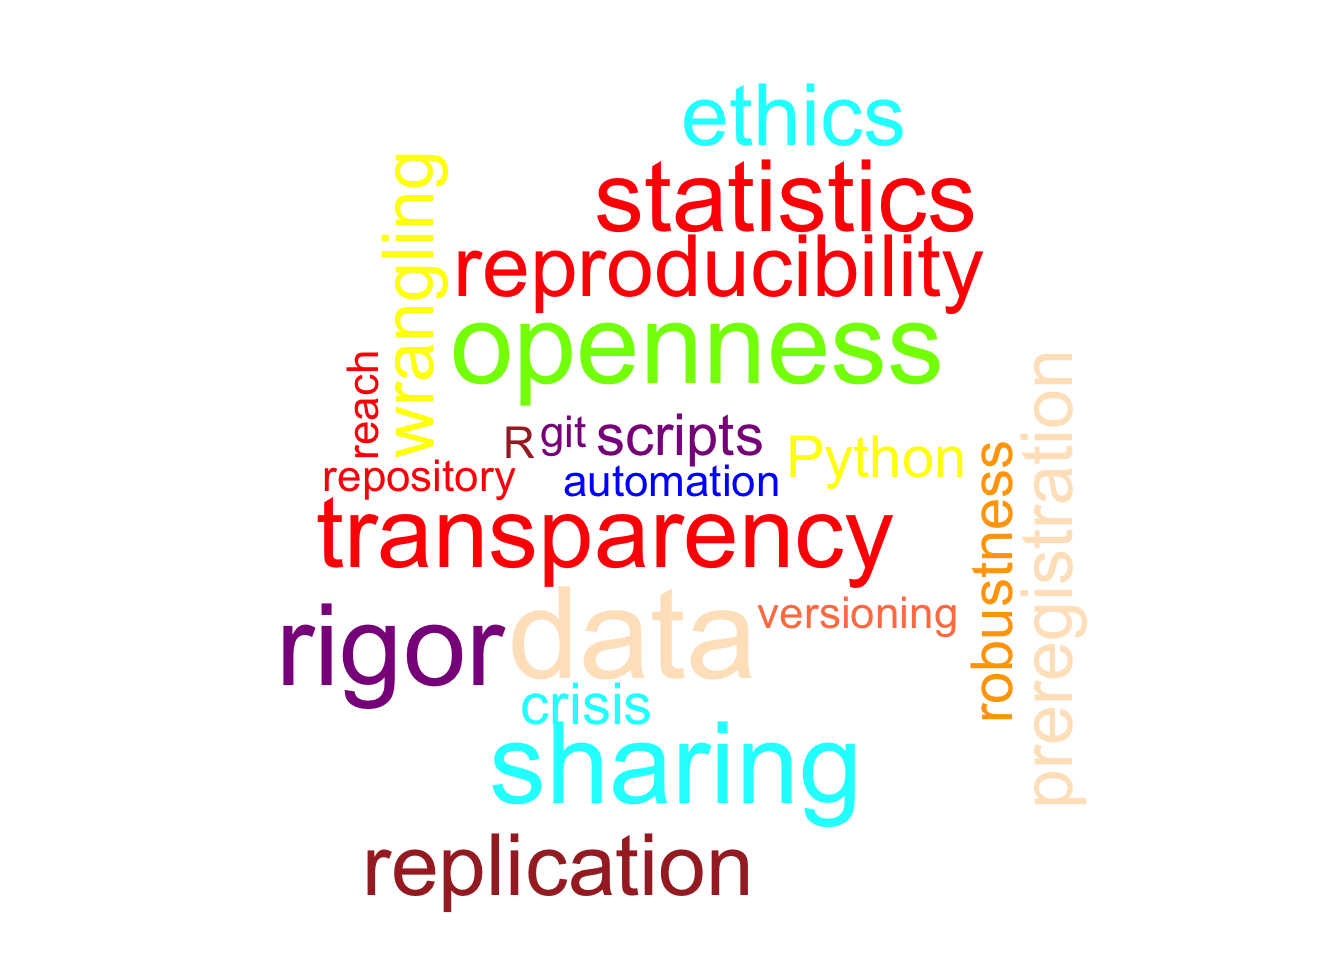 ethics
statistics
wrangling
reproducibility
openness
reach
preregistration
R
git
scripts
Python
robustness
repository
automation
transparency
data
versioning
rigor
crisis
sharing
replication